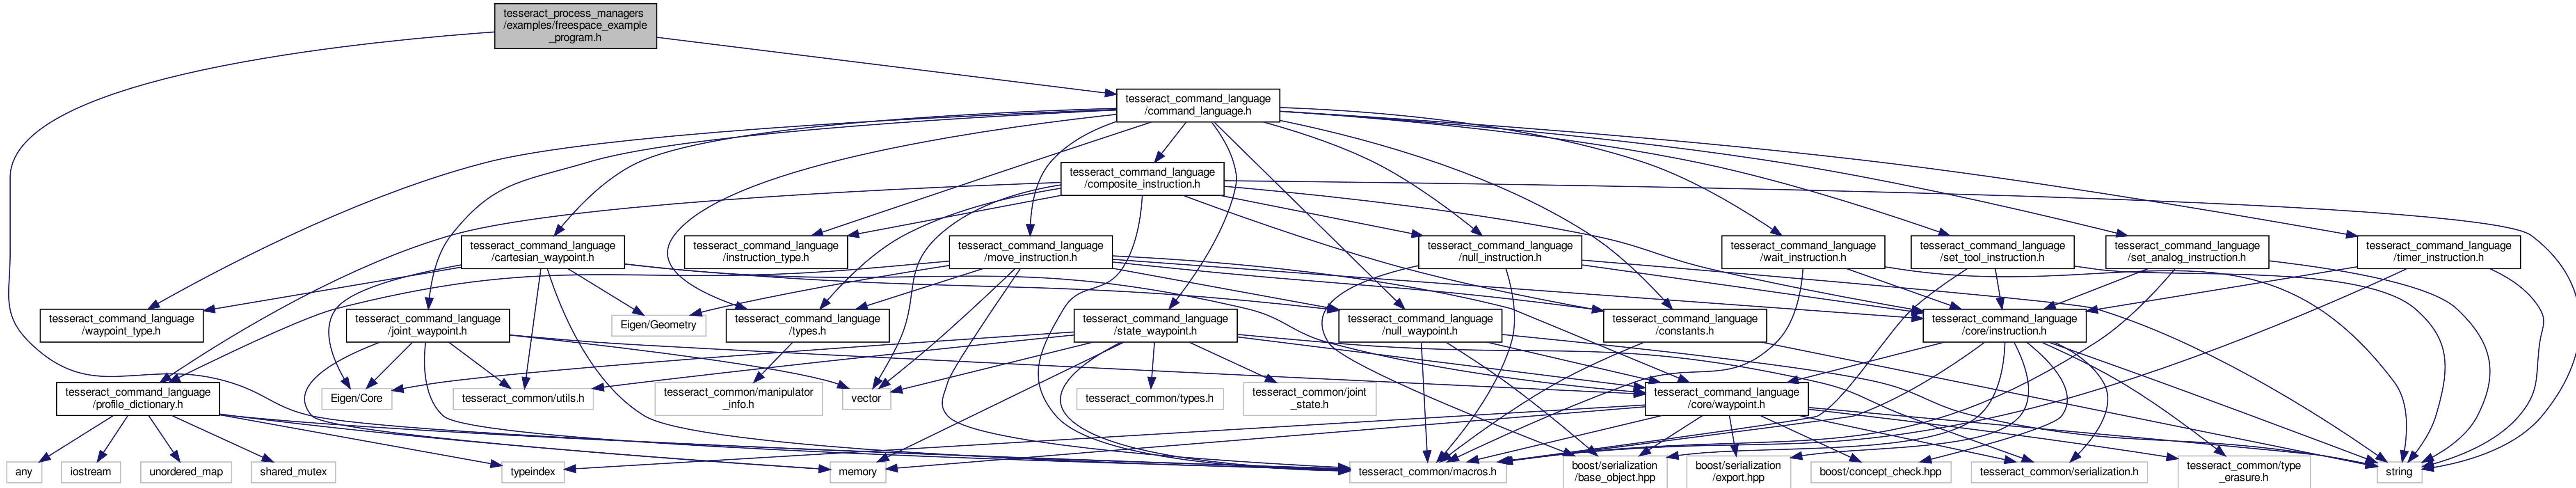 tesseract_process_managers
/examples/freespace_example
_program.h
tesseract_command_language
/command_language.h
tesseract_command_language
/composite_instruction.h
tesseract_command_language
/cartesian_waypoint.h
tesseract_command_language
/instruction_type.h
tesseract_command_language
/move_instruction.h
tesseract_command_language
/null_instruction.h
tesseract_command_language
/wait_instruction.h
tesseract_command_language
/set_tool_instruction.h
tesseract_command_language
/set_analog_instruction.h
tesseract_command_language
/timer_instruction.h
tesseract_command_language
/waypoint_type.h
tesseract_command_language
/joint_waypoint.h
Eigen/Geometry
tesseract_command_language
/types.h
tesseract_command_language
/state_waypoint.h
tesseract_command_language
/null_waypoint.h
tesseract_command_language
/constants.h
tesseract_command_language
/core/instruction.h
tesseract_command_language
/profile_dictionary.h
Eigen/Core
tesseract_common/utils.h
tesseract_common/manipulator
_info.h
vector
tesseract_common/types.h
tesseract_common/joint
_state.h
tesseract_command_language
/core/waypoint.h
any
iostream
unordered_map
shared_mutex
typeindex
memory
tesseract_common/macros.h
boost/serialization
/base_object.hpp
boost/serialization
/export.hpp
boost/concept_check.hpp
tesseract_common/serialization.h
tesseract_common/type
_erasure.h
string